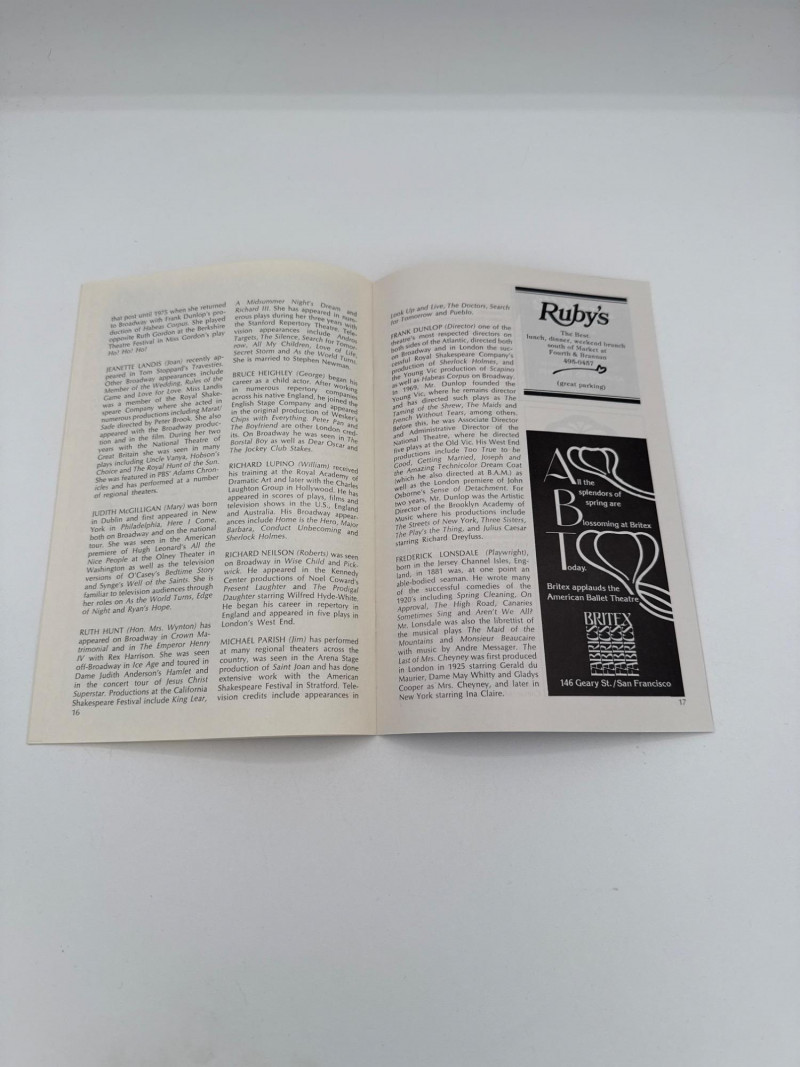 that post until 1975 when she returned
to Broadway with Frank Dunlop's pro-
duction of Habeas Corpus. She played
opposite Ruth Gordon at the Berkshire
Theatre Festival in Miss Gordon's play
Ho! Ho! Ho!
JEANETTE LANDIS (Joan) recently ap-
peared in Tom Stoppard's Travesties.
Other Broadway appearances include
Member of the Wedding, Rules of the
Game and Love for Love. Miss Landis
was a member of the Royal Shake-
speare Company where she acted in
numerous productions including Marat/
Sade directed by Peter Brook. She also
appeared with the Broadway produc-
tion and in the film. During her two
years with the National Theatre of
Great Britain she was seen in many
plays including Uncle Vanya, Hobson's
Choice and The Royal Hunt of the Sun.
She was featured in PBS' Adams Chron-
icles and has performed at a number
of regional theaters.
JUDITH McGILLIGAN (Mary) was born
in Dublin and first appeared in New
York in Philadelphia, Here I Come,
both on Broadway and on the national
tour. She was seen in the American
premiere of Hugh Leonard's All the
Nice People at the Olney Theater in
Washington as well as the television
versions of O'Casey's Bedtime Story
and Synge's Well of the Saints. She is
familiar to television audiences through
her roles on As the World Turns, Edge
of Night and Ryan's Hope.
RUTH HUNT (Hon. Mrs. Wynton) has
appeared on Broadway in Crown Ma-
trimonial and in The Emperor Henry
IV with Rex Harrison. She was seen
off-Broadway in Ice Age and toured in
Dame Judith Anderson's Hamlet and
in the concert tour of Jesus Christ
Superstar. Productions at the California
Shakespeare Festival include King Lear,
16
A Midsummer Night's Dream and
Richard III. She has appeared in num-
erous plays during her three years with
the Stanford Repertory Theatre. Tele-
vision appearances include Andros
Targets, The Silence, Search for Tomor-
row, All My Children, Love of Life,
Secret Storm and As the World Turns.
She is married to Stephen Newman.
BRUCE HEIGHLEY (George) began his
career as a child actor. After working
in numerous repertory companies
across his native England, he joined the
English Stage Company and appeared
in the original production of Wesker's
Chips with Everything. Peter Pan and
The Boyfriend are other London cred-
its. On Broadway he was seen in The
Borstal Boy as well as Dear Oscar and
The Jockey Club Stakes.
RICHARD LUPINO (William) received
his training at the Royal Academy of
Dramatic Art and later with the Charles
Laughton Group in Hollywood. He has
appeared in scores of plays, films and
television shows in the U.S., England
and Australia. His Broadway appear-
ances include Home is the Hero, Major
Barbara, Conduct Unbecoming and
Sherlock Holmes.
RICHARD NEILSON (Roberts) was seen
on Broadway in Wise Child and Pick-
wick. He appeared in the Kennedy
Center productions of Noel Coward's
Present Laughter and The Prodigal
Daughter starring Wilfred Hyde-White.
He began his career in repertory in
England and appeared in five plays in
London's West End.
MICHAEL PARISH (Jim) has performed
at many regional theaters across the
country, was seen in the Arena Stage
production of Saint Joan and has done
extensive work with the American
Shakespeare Festival in Stratford. Tele-
vision credits include appearances in
Look Up and Live, The Doctors, Search
for Tomorrow and Pueblo.
FRANK DUNLOP (Director) one of the
theatre's most respected directors on
both sides of the Atlantic, directed both
on Broadway and in London the suc-
cessful Royal Shakespeare Company's
production of Sherlock Holmes, and
the Young Vic production of Scapino
as well as Habeas Corpus on Broadway.
In 1969, Mr. Dunlop founded the
Young Vic, where he remains director
and has directed such plays as The
Taming of the Shrew, The Maids and
French Without Tears, among others.
Before this, he was Associate Director
and Administrative Director of the
National Theatre, where he directed
five plays at the Old Vic. His West End
productions include Too True to be
Good, Getting Married, Joseph and
the Amazing Technicolor Dream Coat
(which he also directed at B.A.M.) as
well as the London premiere of John
Osborne's Sense of Detachment. For
two years, Mr. Dunlop was the Artistic
Director of the Brooklyn Academy of
Music where his productions include
The Streets of New York, Three Sisters,
The Play's the Thing, and Julius Caesar
starring Richard Dreyfuss.
FREDERICK LONSDALE (Playwright),
born in the Jersey Channel Isles, Eng-
land, in 1881 was, at one point an
able-bodied seaman. He wrote many
of the successful comedies of the
1920's including Spring Cleaning, On
Approval, The High Road, Canaries
Sometimes Sing and Aren't We All?
Mr. Lonsdale was also the librettist of
the musical plays The Maid of the
Mountains and Monsieur Beaucaire
with music by Andre Messager. The
Last of Mrs. Cheyney was first produced
in London in 1925 starring Gerald du
Maurier, Dame May Whitty and Gladys
Cooper as Mrs. Cheyney, and later in
New York starring Ina Claire.
Ruby's
The Best
lunch, dinner, weekend brunch
south of Market at
Fourth & Brannan
495-0457
(great parking)
All the
splendors of
spring are
Blossoming at Britex
Today.
Britex applauds the
American Ballet Theatre
BRITEX
146 Geary St./San Francisco
17